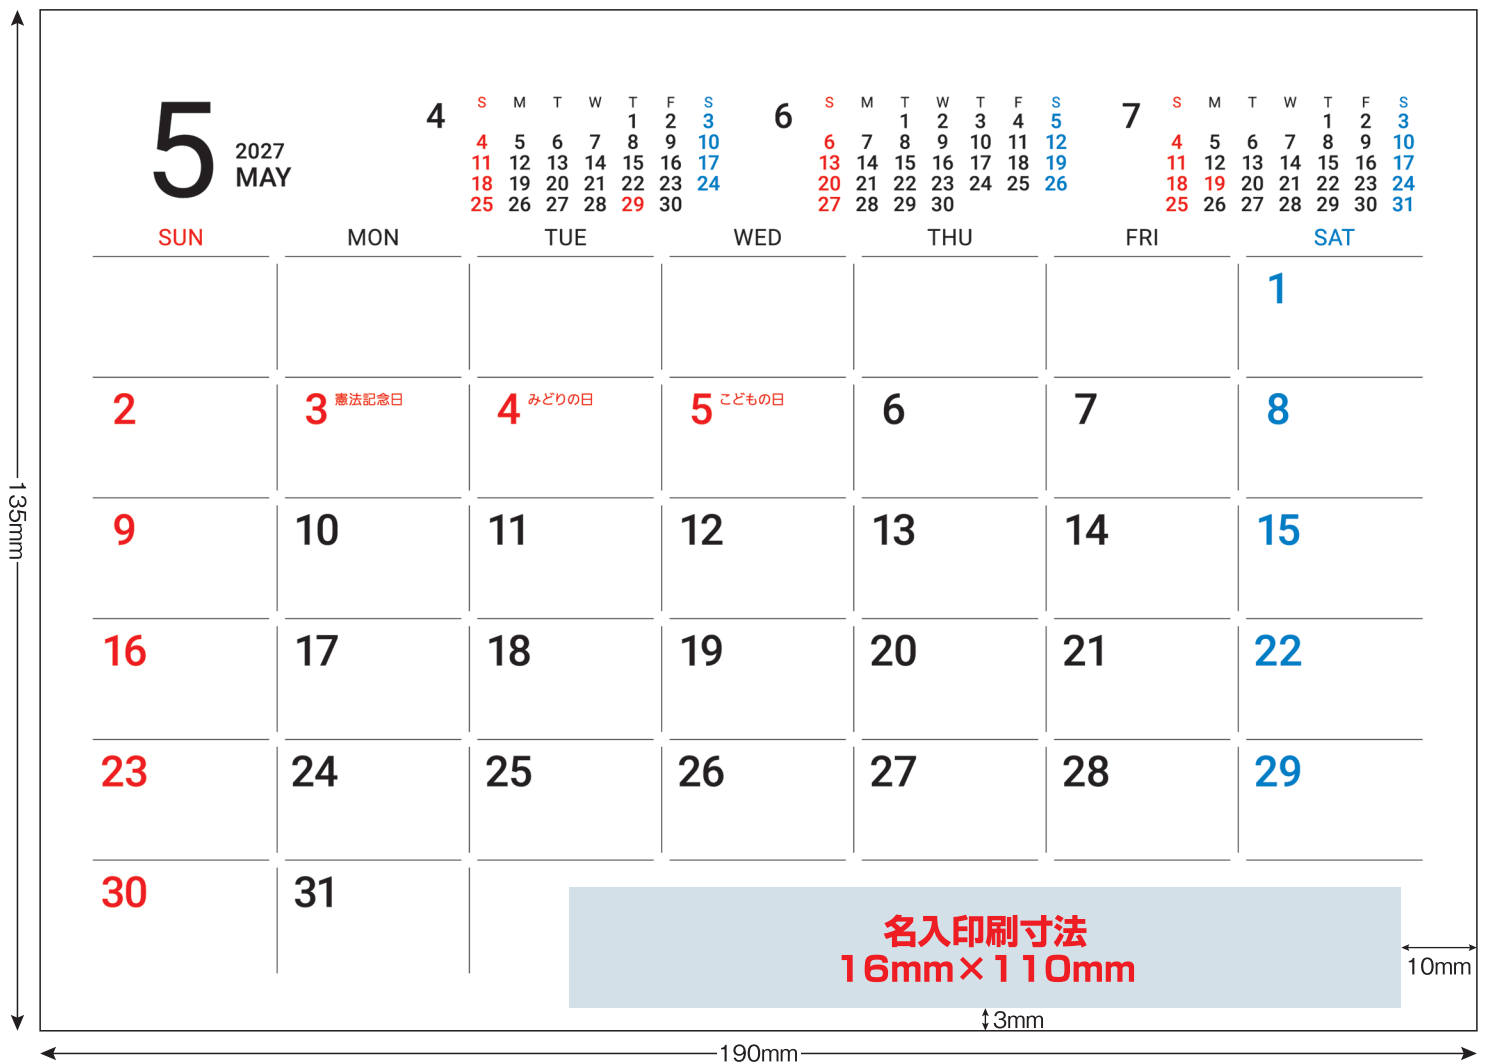 5
2027
MAY
4
S M T W T F S
1 2 3
4 5 6 7 8 9 10
11 12 13 14 15 16 17
18 19 20 21 22 23 24
25 26 27 28 29 30
6
S M T W T F S
1 2 3 4 5
6 7 8 9 10 11 12
13 14 15 16 17 18 19
20 21 22 23 24 25 26
27 28 29 30
7
S M T W T F S
1 2 3
4 5 6 7 8 9 10
11 12 13 14 15 16 17
18 19 20 21 22 23 24
25 26 27 28 29 30 31
SUN MON TUE WED THU FRI SAT
1
2 3 憲法記念日 4 みどりの日 5 こどもの日 6 7 8
9 10 11 12 13 14 15
16 17 18 19 20 21 22
23 24 25 26 27 28 29
30 31
名入印刷寸法
16mm×110mm
10mm
3mm
135mm
190mm